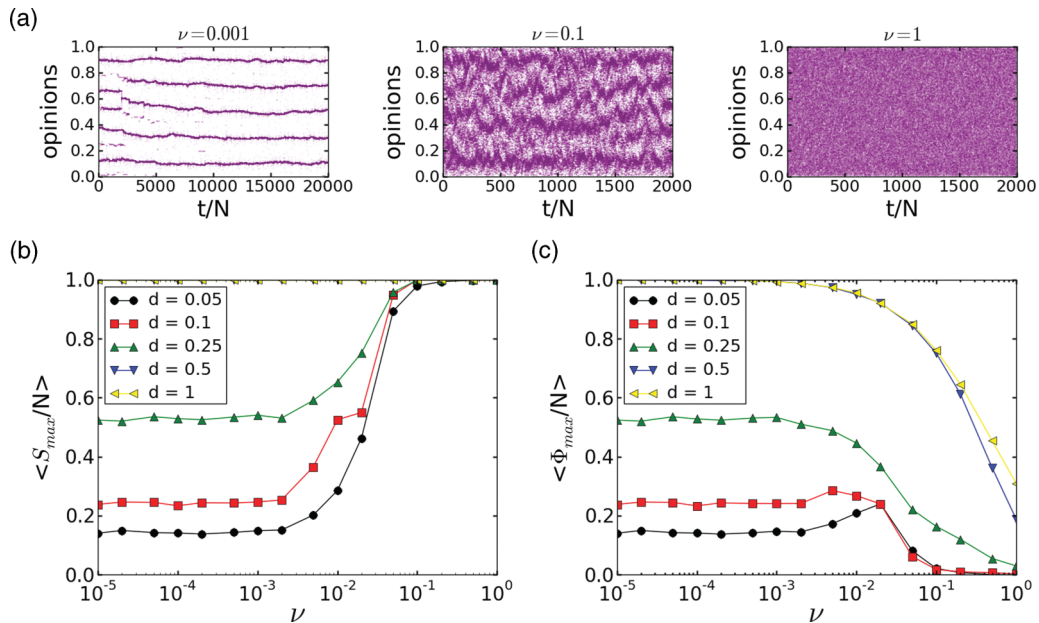 (a)
ν=0.001
ν=0.1
ν=1
opinions
1.0
0.8
0.6
0.4
0.2
0.0
0
5000
10000
15000
20000
t/N
opinions
1.0
0.8
0.6
0.4
0.2
0.0
0
500
1000
1500
2000
t/N
opinions
1.0
0.8
0.6
0.4
0.2
0.0
0
500
1000
1500
2000
t/N
(b)
<S_max/N>
1.0
0.8
0.6
0.4
0.2
0.0
d = 0.05
d = 0.1
d = 0.25
d = 0.5
d = 1
10⁻⁵
10⁻⁴
10⁻³
10⁻²
10⁻¹
10⁰
ν
(c)
<Φ_max/N>
1.0
0.8
0.6
0.4
0.2
0.0
d = 0.05
d = 0.1
d = 0.25
d = 0.5
d = 1
10⁻⁵
10⁻⁴
10⁻³
10⁻²
10⁻¹
10⁰
ν